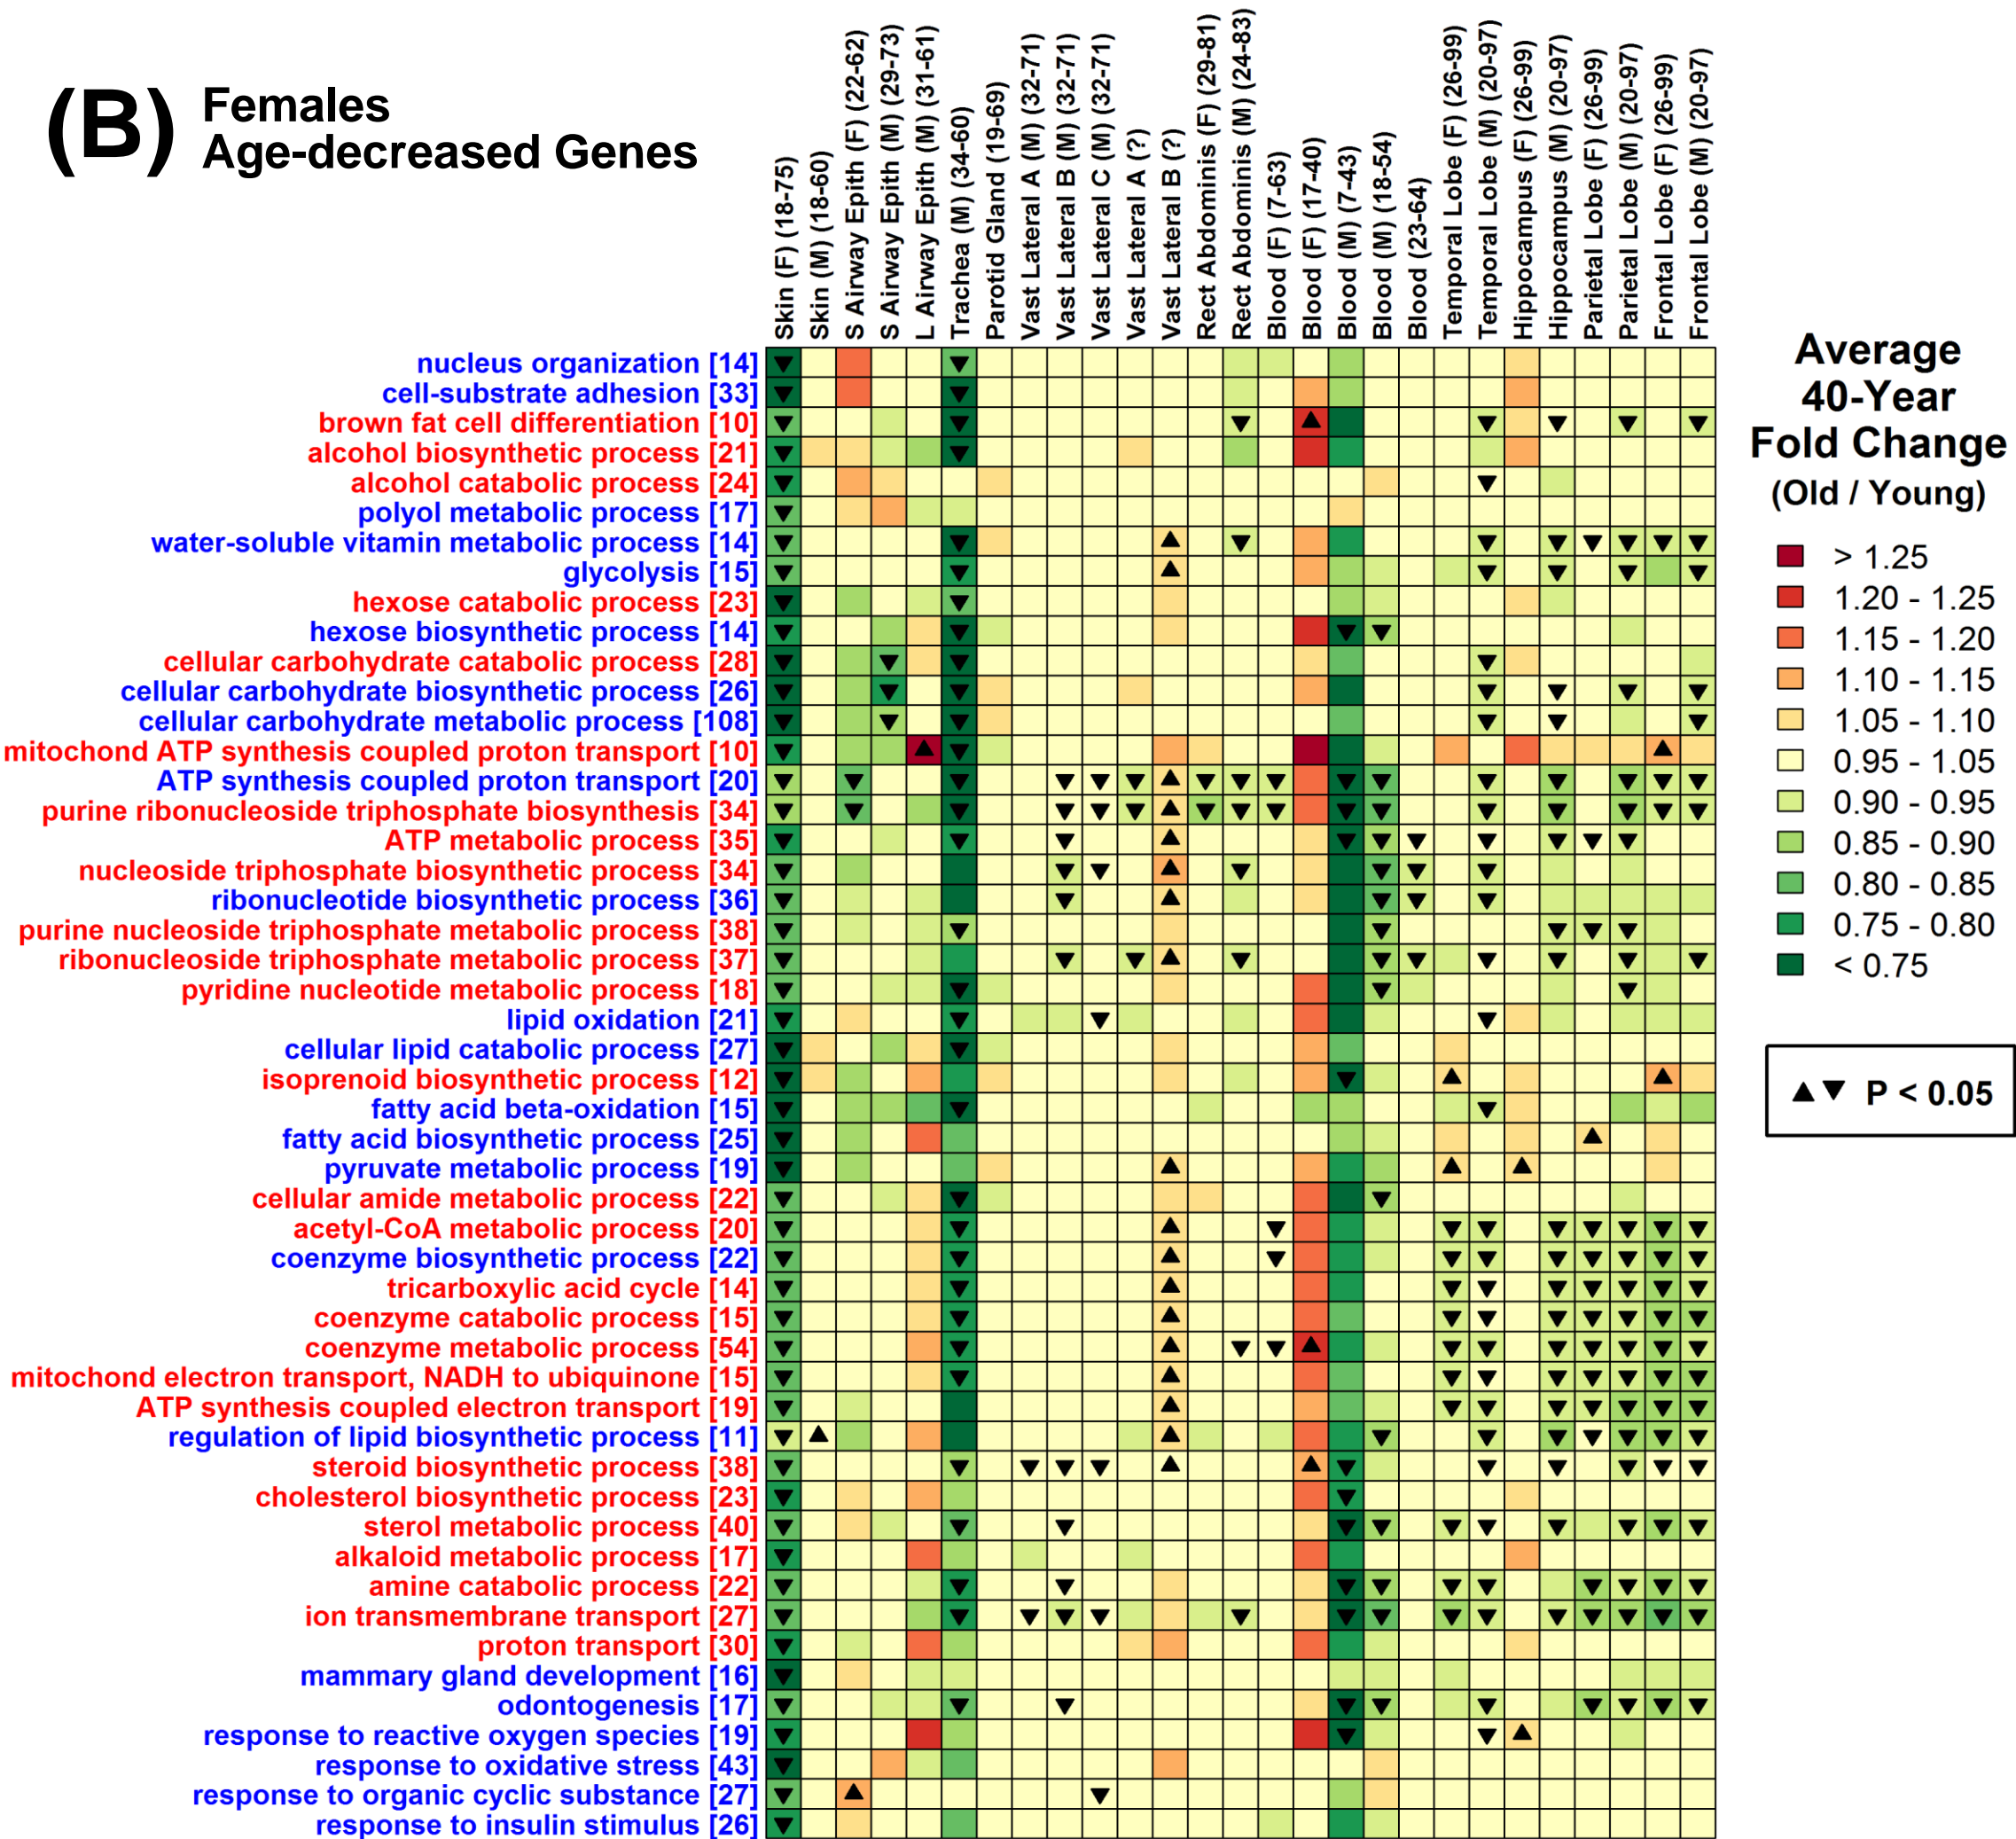 (B) Females
Age-decreased Genes
Skin (F) (18-75)
Skin (M) (18-60)
S Airway Epith (F) (22-62)
S Airway Epith (M) (29-73)
L Airway Epith (M) (31-61)
Trachea (M) (34-60)
Parotid Gland (19-69)
Vast Lateral A (M) (32-71)
Vast Lateral B (M) (32-71)
Vast Lateral C (M) (32-71)
Vast Lateral A (?)
Vast Lateral B (?)
Rect Abdominis (F) (29-81)
Rect Abdominis (M) (24-83)
Blood (F) (7-63)
Blood (F) (17-40)
Blood (M) (7-43)
Blood (M) (18-54)
Blood (23-64)
Temporal Lobe (F) (26-99)
Temporal Lobe (M) (20-97)
Hippocampus (F) (26-99)
Hippocampus (M) (20-97)
Parietal Lobe (F) (26-99)
Parietal Lobe (M) (20-97)
Frontal Lobe (F) (26-99)
Frontal Lobe (M) (20-97)
nucleus organization [14]
cell-substrate adhesion [33]
brown fat cell differentiation [10]
alcohol biosynthetic process [21]
alcohol catabolic process [24]
polyol metabolic process [17]
water-soluble vitamin metabolic process [14]
glycolysis [15]
hexose catabolic process [23]
hexose biosynthetic process [14]
cellular carbohydrate catabolic process [28]
cellular carbohydrate biosynthetic process [26]
cellular carbohydrate metabolic process [108]
mitochond ATP synthesis coupled proton transport [10]
ATP synthesis coupled proton transport [20]
purine ribonucleoside triphosphate biosynthesis [34]
ATP metabolic process [35]
nucleoside triphosphate biosynthetic process [34]
ribonucleotide biosynthetic process [36]
purine nucleoside triphosphate metabolic process [38]
ribonucleoside triphosphate metabolic process [37]
pyridine nucleotide metabolic process [18]
lipid oxidation [21]
cellular lipid catabolic process [27]
isoprenoid biosynthetic process [12]
fatty acid beta-oxidation [15]
fatty acid biosynthetic process [25]
pyruvate metabolic process [19]
cellular amide metabolic process [22]
acetyl-CoA metabolic process [20]
coenzyme biosynthetic process [22]
tricarboxylic acid cycle [14]
coenzyme catabolic process [15]
coenzyme metabolic process [54]
mitochond electron transport, NADH to ubiquinone [15]
ATP synthesis coupled electron transport [19]
regulation of lipid biosynthetic process [11]
steroid biosynthetic process [38]
cholesterol biosynthetic process [23]
sterol metabolic process [40]
alkaloid metabolic process [17]
amine catabolic process [22]
ion transmembrane transport [27]
proton transport [30]
mammary gland development [16]
odontogenesis [17]
response to reactive oxygen species [19]
response to oxidative stress [43]
response to organic cyclic substance [27]
response to insulin stimulus [26]
Average
40-Year
Fold Change
(Old / Young)
> 1.25
1.20 - 1.25
1.15 - 1.20
1.10 - 1.15
1.05 - 1.10
0.95 - 1.05
0.90 - 0.95
0.85 - 0.90
0.80 - 0.85
0.75 - 0.80
< 0.75
▲▼ P < 0.05